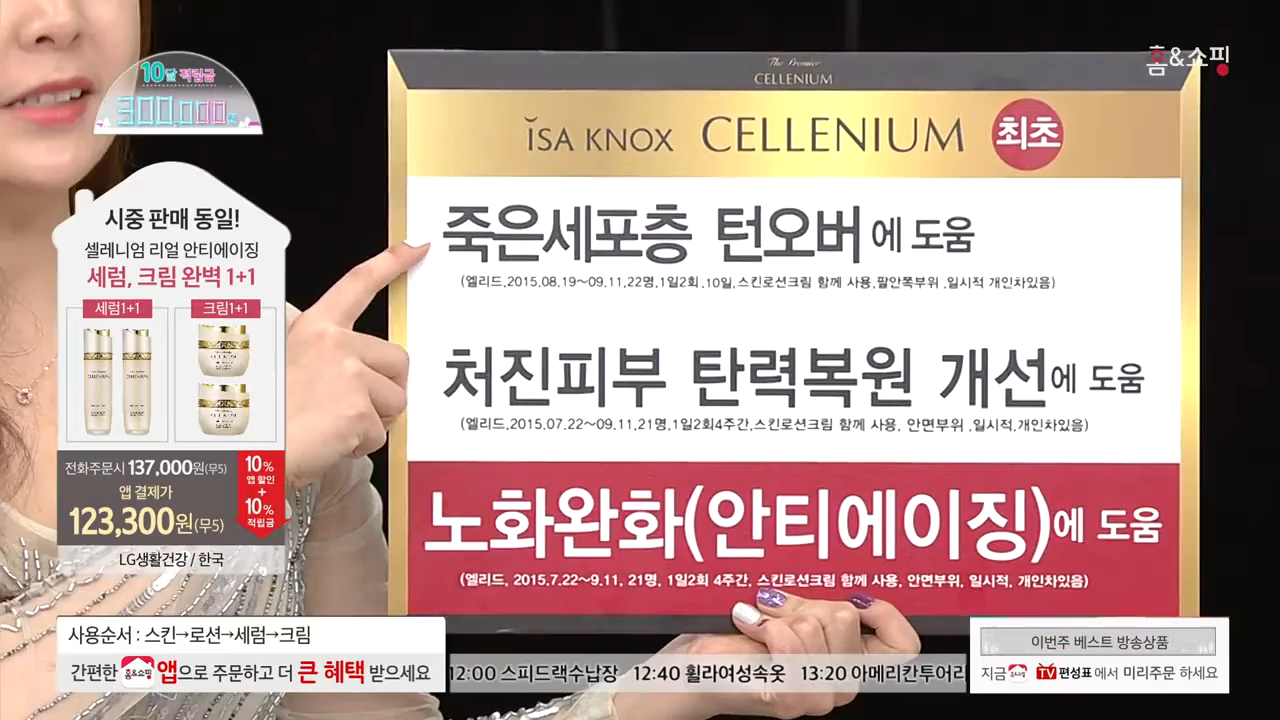 10달 적립금
300,000원
홈&쇼핑
시중 판매 동일!
셀레니엄 리얼 안티에이징
세럼, 크림 완벽 1+1
세럼1+1
크림1+1
CELLENIUM
CELLENIUM
CELLENIUM
CELLENIUM
전화주문시 137,000원(무5)
앱 결제가
123,300원(무5)
10%
앱 할인
+
10%
적립금
LG생활건강 / 한국
The Premier
CELLENIUM
ISA KNOX CELLENIUM 최초
죽은세포층 턴오버에 도움
(엘리드,2015.08.19~09.11,22명,1일2회,10일,스킨로션크림 함께 사용,팔안쪽부위,일시적 개인차있음)
처진피부 탄력복원 개선에 도움
(엘리드,2015.07.22~09.11,21명,1일2회4주간,스킨로션크림 함께 사용, 안면부위,일시적,개인차있음)
노화완화(안티에이징)에 도움
(엘리드, 2015.7.22~9.11, 21명, 1일2회 4주간, 스킨로션크림 함께 사용, 안면부위, 일시적, 개인차있음)
사용순서 : 스킨→로션→세럼→크림
간편한 홈&쇼핑 앱으로 주문하고 더 큰 혜택 받으세요
12:00 스피드랙수납장 12:40 휠라여성속옷 13:20 아메리칸투어리
이번주 베스트 방송상품
지금 홈&쇼핑 TV편성표에서 미리주문 하세요